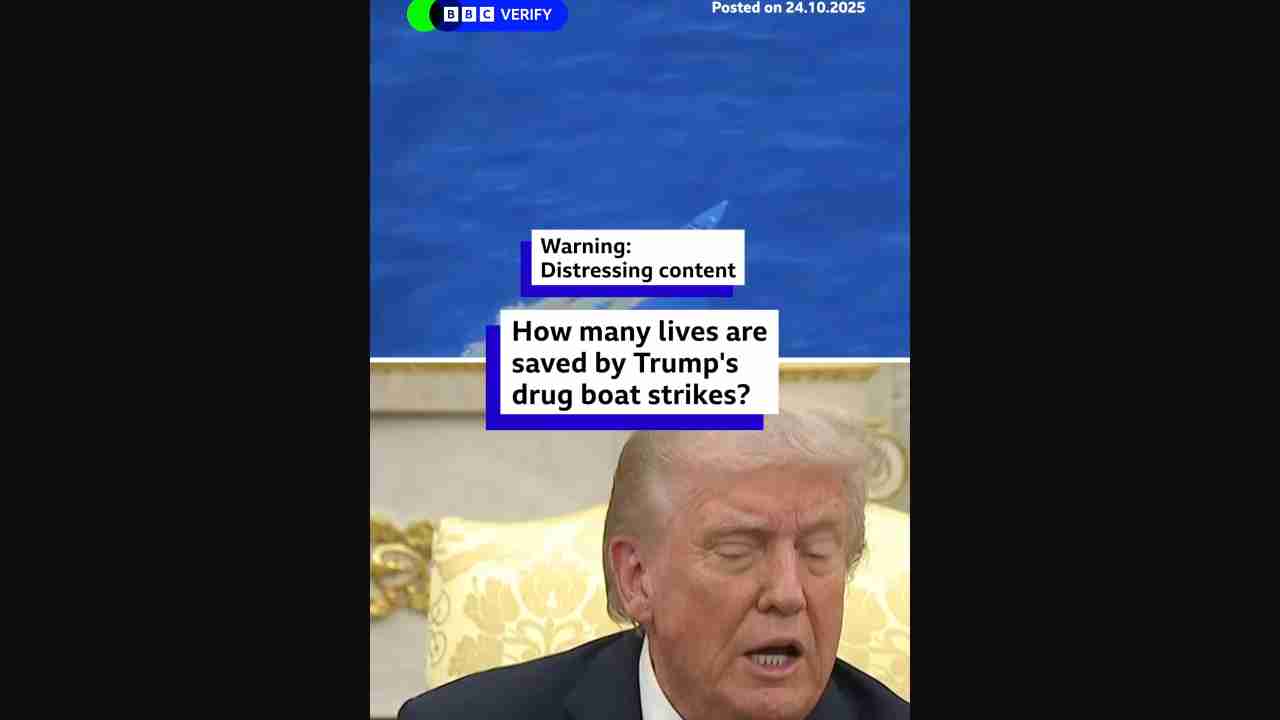 BBC VERIFY
Posted on 24.10.2025
Warning:
Distressing content
How many lives are
saved by Trump's
drug boat strikes?